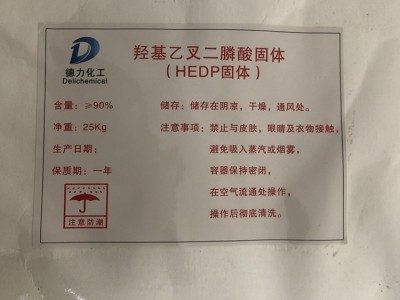 德力化工
Delichemical
羟基乙叉二膦酸固体
（HEDP固体）
含量：≥90%
净重：25Kg
生产日期：
保质期：一年
储存：储存在阴凉，干燥，通风处。
注意事项：禁止与皮肤，眼睛及衣物接触，
避免吸入蒸汽或烟雾，
容器保持密闭，
在空气流通处操作，
操作后彻底清洗。
注意防潮